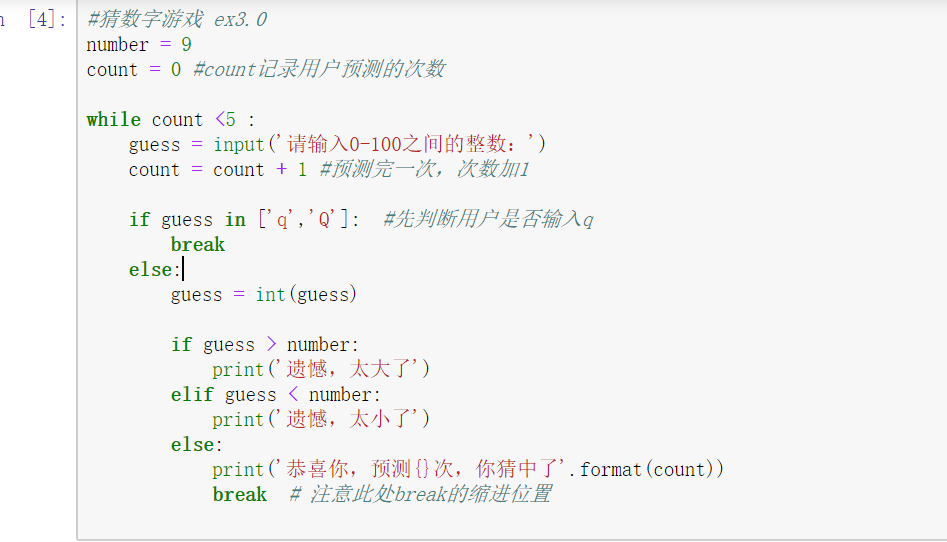 n [4]:
#猜数字游戏 ex3.0
number = 9
count = 0 #count记录用户预测的次数
while count <5 :
guess = input('请输入0-100之间的整数：')
count = count + 1 #预测完一次，次数加1
if guess in ['q','Q']:  #先判断用户是否输入q
break
else:
guess = int(guess)
if guess > number:
print('遗憾，太大了')
elif guess < number:
print('遗憾，太小了')
else:
print('恭喜你，预测{}次，你猜中了'.format(count))
break  # 注意此处break的缩进位置